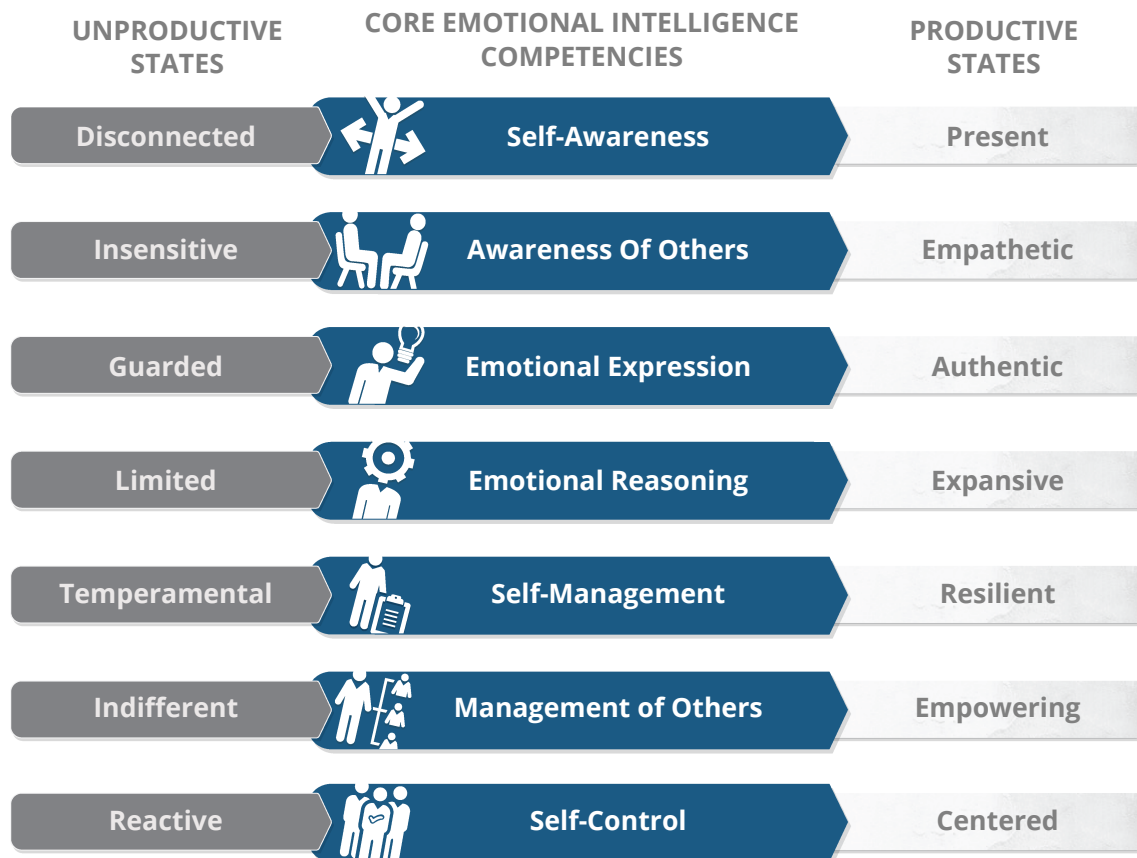 UNPRODUCTIVE
STATES
CORE EMOTIONAL INTELLIGENCE
COMPETENCIES
PRODUCTIVE
STATES
Disconnected
Self-Awareness
Present
Insensitive
Awareness Of Others
Empathetic
Guarded
Emotional Expression
Authentic
Limited
Emotional Reasoning
Expansive
Temperamental
Self-Management
Resilient
Indifferent
Management of Others
Empowering
Reactive
Self-Control
Centered